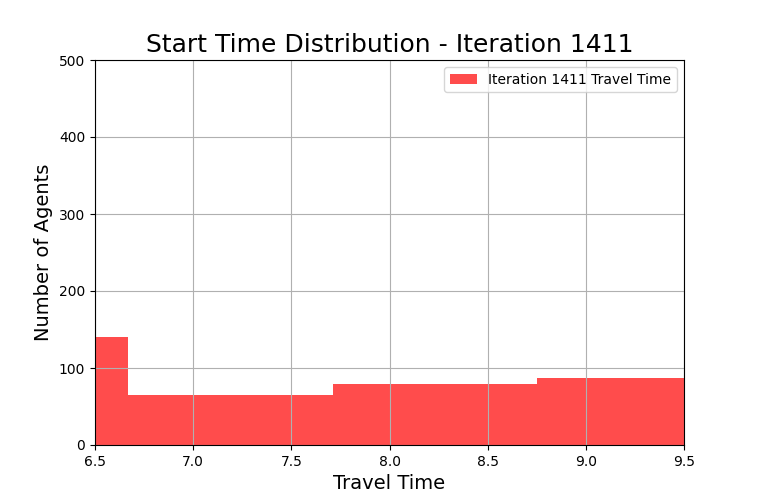 Start Time Distribution - Iteration 1411
Iteration 1411 Travel Time
Number of Agents
500
400
300
200
100
0
6.5 7.0 7.5 8.0 8.5 9.0 9.5
Travel Time